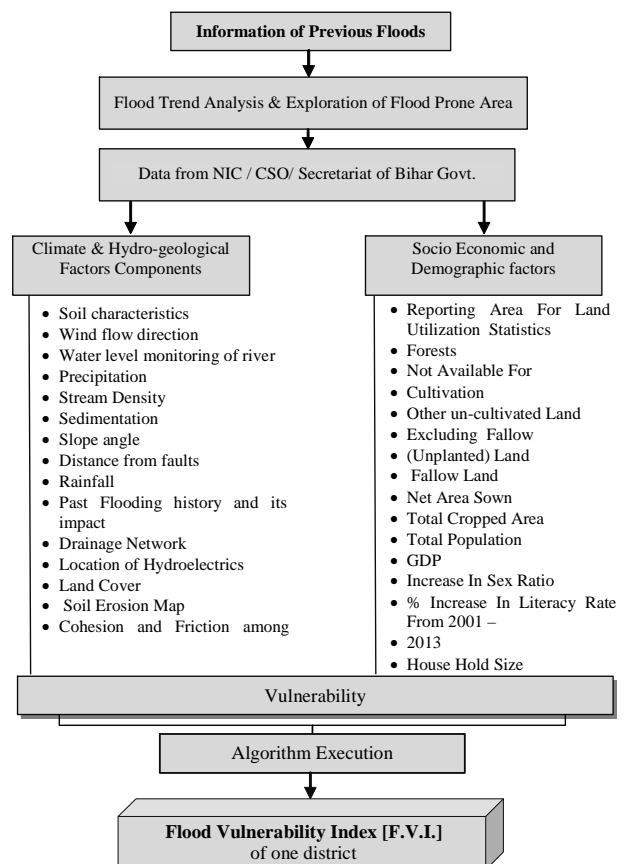 Information of Previous Floods
Flood Trend Analysis & Exploration of Flood Prone Area
Data from NIC / CSO/ Secretariat of Bihar Govt.
Climate & Hydro-geological
Factors Components
• Soil characteristics
• Wind flow direction
• Water level monitoring of river
• Precipitation
• Stream Density
• Sedimentation
• Slope angle
• Distance from faults
• Rainfall
• Past Flooding history and its
impact
• Drainage Network
• Location of Hydroelectrics
• Land Cover
• Soil Erosion Map
• Cohesion and Friction among
Socio Economic and
Demographic factors
• Reporting Area For Land
Utilization Statistics
• Forests
• Not Available For
• Cultivation
• Other un-cultivated Land
• Excluding Fallow
• (Unplanted) Land
• Fallow Land
• Net Area Sown
• Total Cropped Area
• Total Population
• GDP
• Increase In Sex Ratio
• % Increase In Literacy Rate
From 2001 –
• 2013
• House Hold Size
Vulnerability
Algorithm Execution
Flood Vulnerability Index [F.V.I.]
of one district